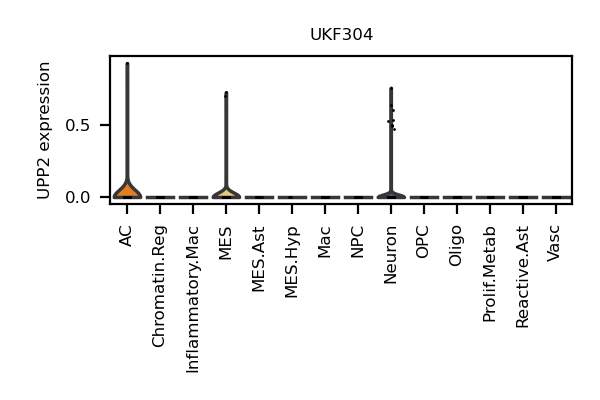 UKF304
UPP2 expression
0.5
0.0
AC
Chromatin.Reg
Inflammatory.Mac
MES
MES.Ast
MES.Hyp
Mac
NPC
Neuron
OPC
Oligo
Prolif.Metab
Reactive.Ast
Vasc